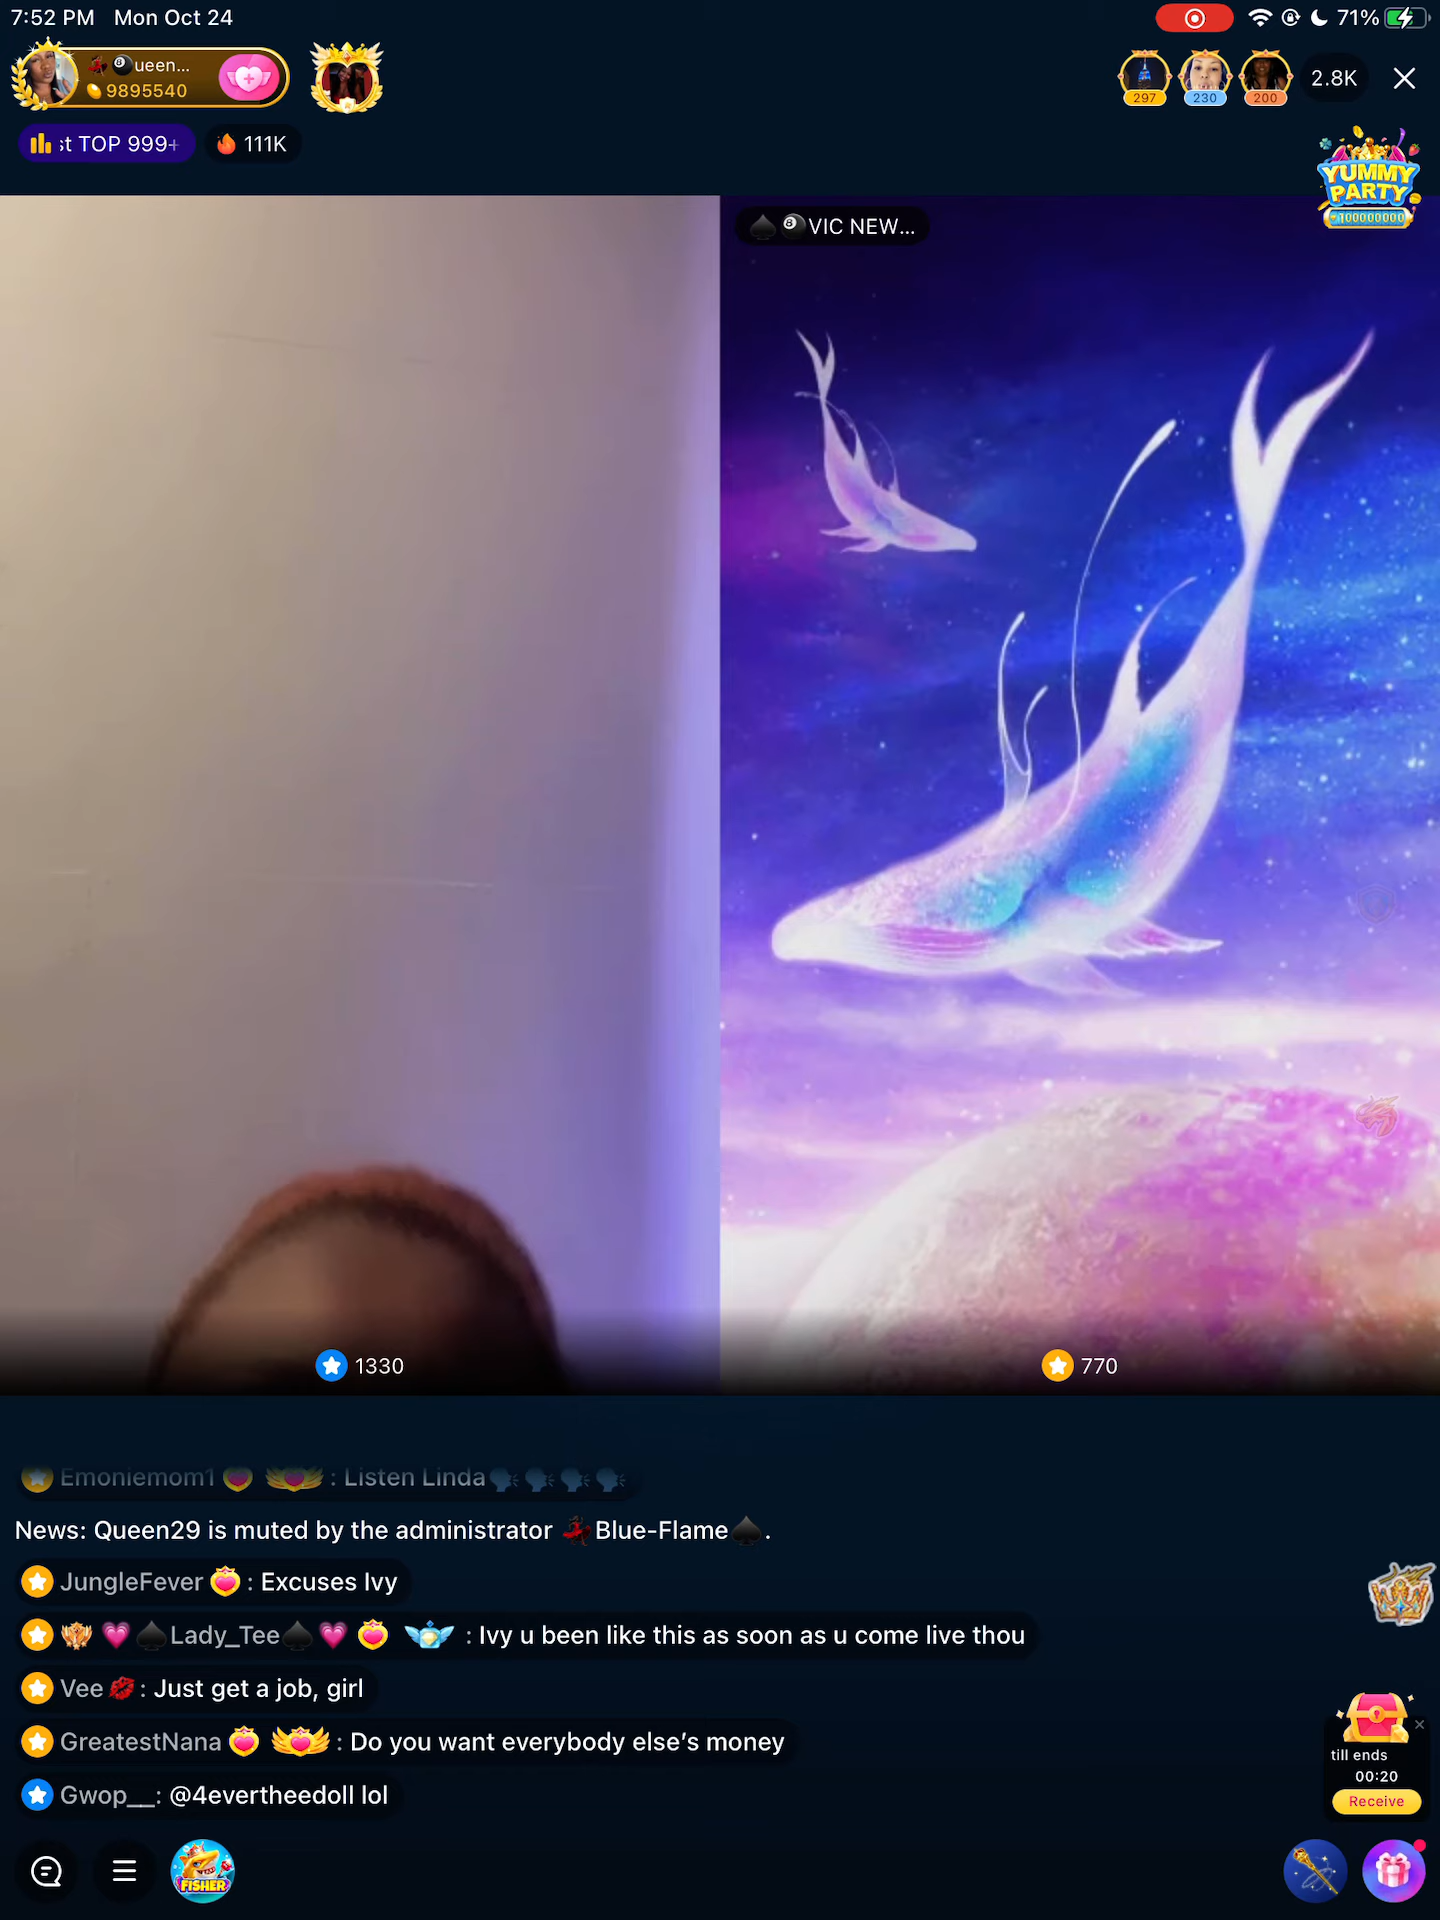 7:52 PM Mon Oct 24
71%
ueen...
9895540
297
230
200
2.8K
st TOP 999+
111K
YUMMY
PARTY
100000000
8 VIC NEW...
1330
770
Emoniemom1 : Listen Linda
News: Queen29 is muted by the administrator Blue-Flame.
JungleFever : Excuses Ivy
Lady_Tee : Ivy u been like this as soon as u come live thou
Vee : Just get a job, girl
GreatestNana : Do you want everybody else's money
Gwop__: @4evertheedoll lol
till ends
00:20
Receive
FISHER